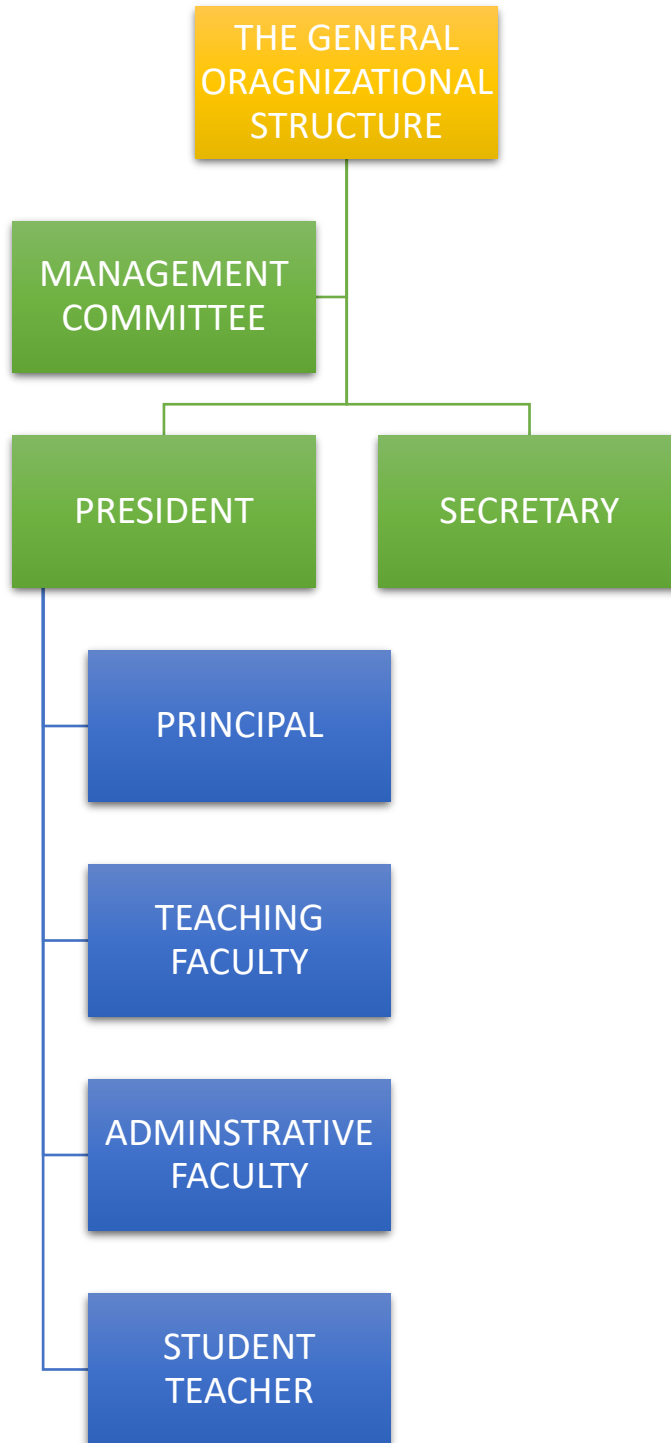 THE GENERAL
ORAGNIZATIONAL
STRUCTURE
MANAGEMENT
COMMITTEE
PRESIDENT
SECRETARY
PRINCIPAL
TEACHING
FACULTY
ADMINSTRATIVE
FACULTY
STUDENT
TEACHER